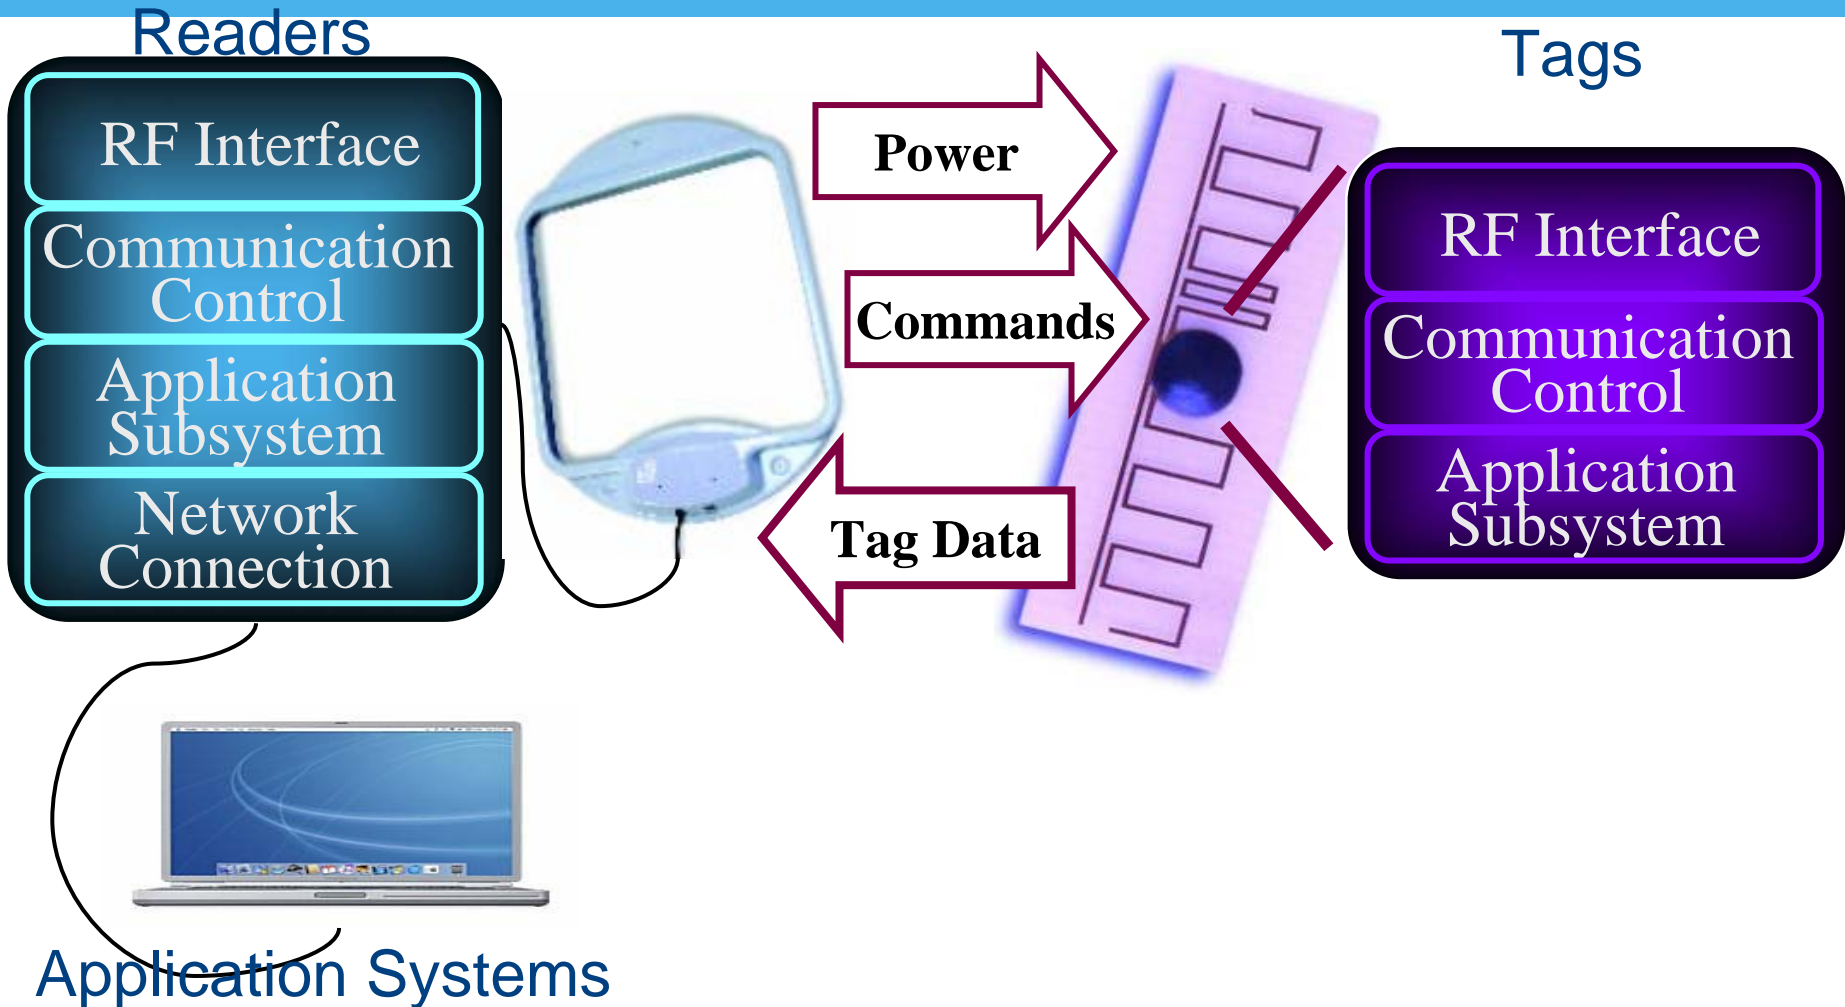 Readers
Tags
RF Interface
Communication
Control
Application
Subsystem
Network
Connection
Power
Commands
Tag Data
RF Interface
Communication
Control
Application
Subsystem
Application Systems